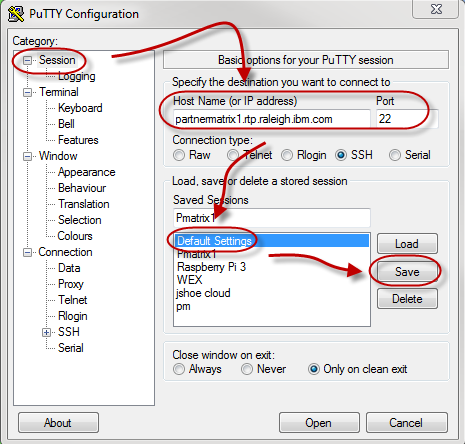 PuTTY Configuration
Category:
Session
Logging
Terminal
Keyboard
Bell
Features
Window
Appearance
Behaviour
Translation
Selection
Colours
Connection
Data
Proxy
Telnet
Rlogin
SSH
Serial
Basic options for your PuTTY session
Specify the destination you want to connect to
Host Name (or IP address) Port
partnermatrix1.rtp.raleigh.ibm.com 22
Connection type:
Raw Telnet Rlogin SSH Serial
Load, save or delete a stored session
Saved Sessions
Pmatrix1
Default Settings
Pmatrix1
Raspberry Pi 3
WEX
jshoe cloud
pm
Load
Save
Delete
Close window on exit:
Always Never Only on clean exit
About Open Cancel